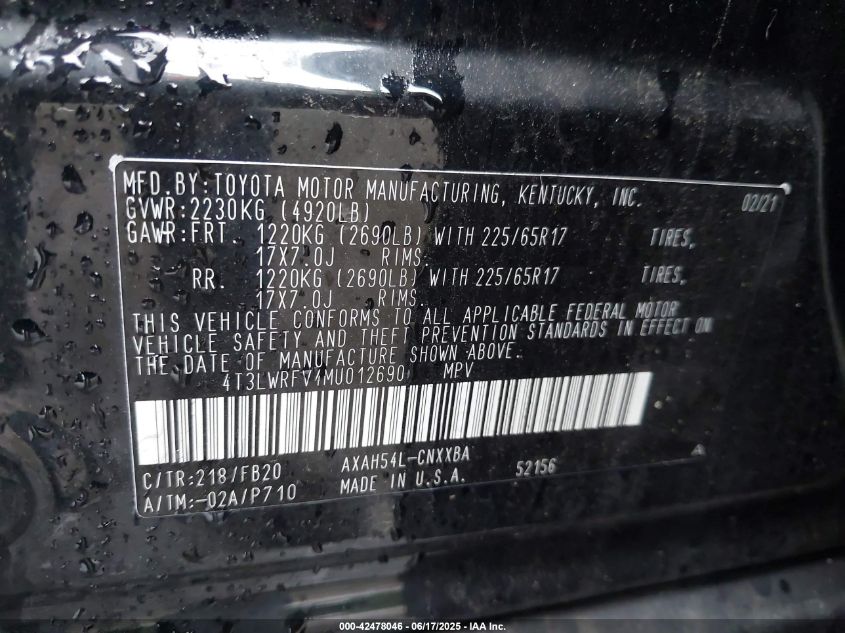 MFD.BY:TOYOTA MOTOR MANUFACTURING, KENTUCKY, INC. 02/21
GVWR:2230KG (4920LB)
GAWR:FRT. 1220KG (2690LB) WITH 225/65R17 TIRES,
17X7.0J RIMS.
RR. 1220KG (2690LB) WITH 225/65R17 TIRES,
17X7.0J RIMS.
THIS VEHICLE CONFORMS TO ALL APPLICABLE FEDERAL MOTOR
VEHICLE SAFETY AND THEFT PREVENTION STANDARDS IN EFFECT ON
THE DATE OF MANUFACTURE SHOWN ABOVE.
4T3LWRFV4MU012690 MPV
C/TR:218/FB20 AXAH54L-CNXXBA
A/TM:-02A/P710 MADE IN U.S.A. 52156
000-42478046 - 06/17/2025 - IAA Inc.